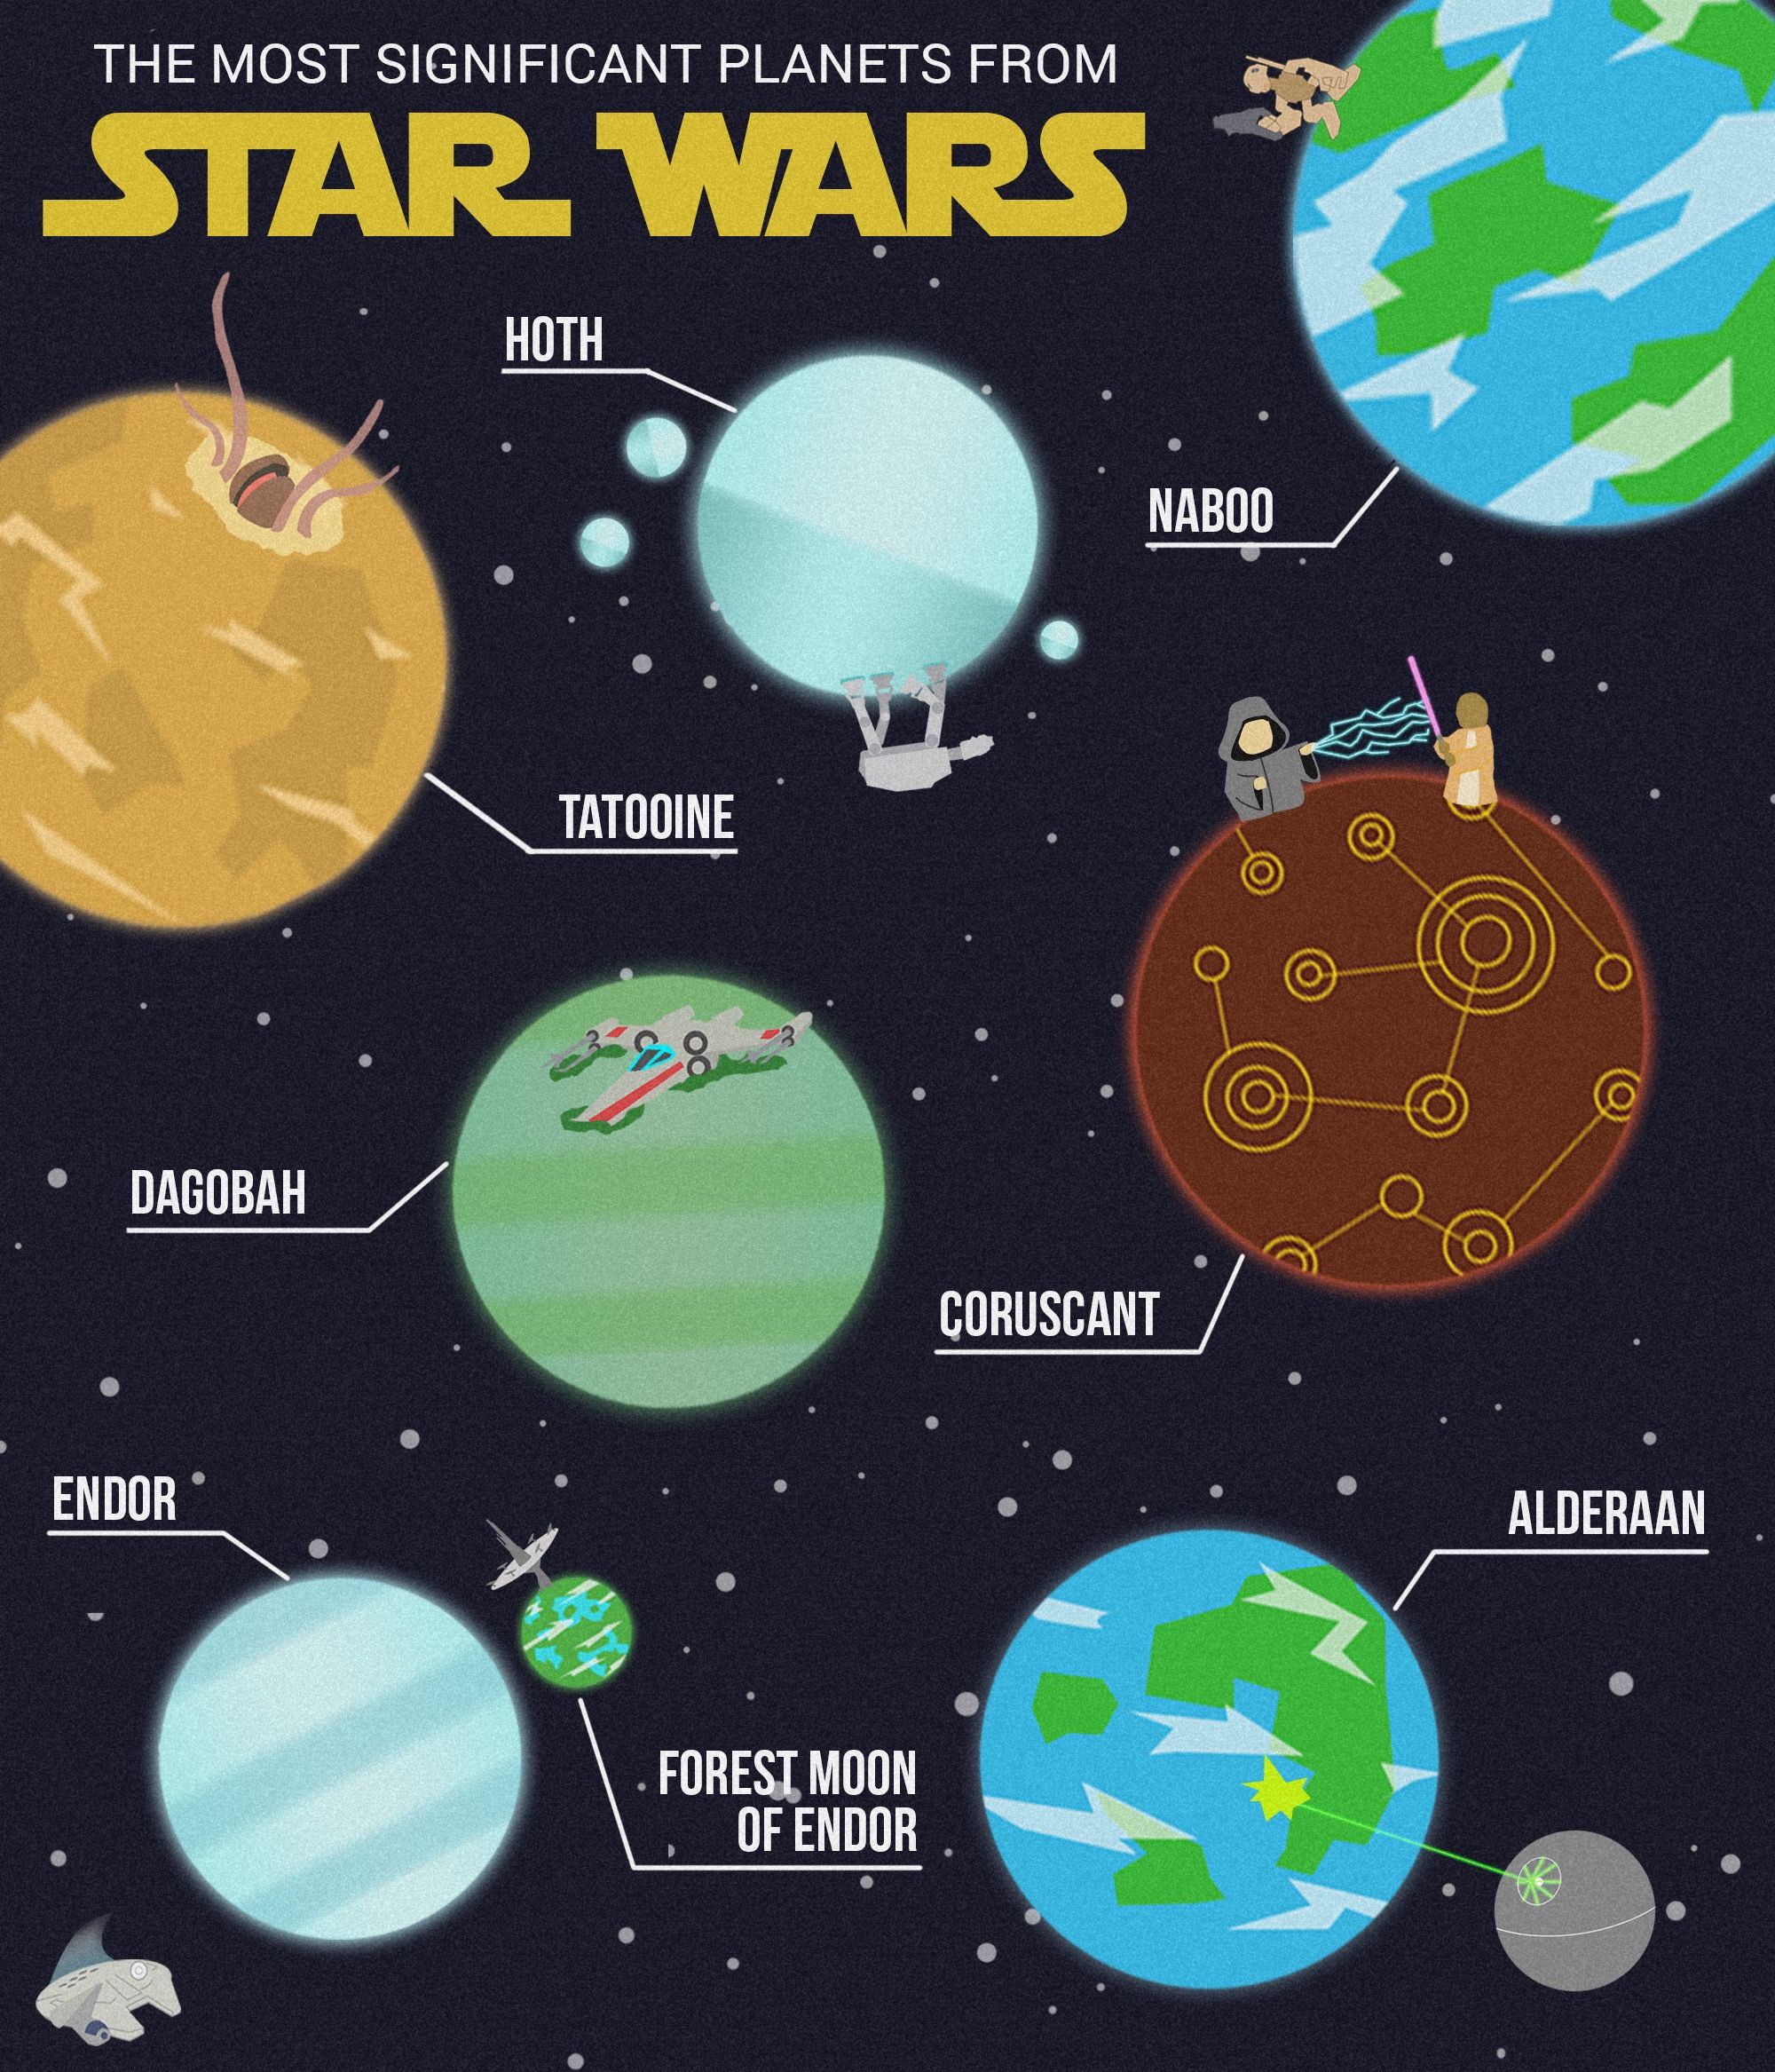 THE MOST SIGNIFICANT PLANETS FROM
STAR WARS
HOTH
NABOO
TATOOINE
DAGOBAH
CORUSCANT
ENDOR
ALDERAAN
FOREST MOON
OF ENDOR